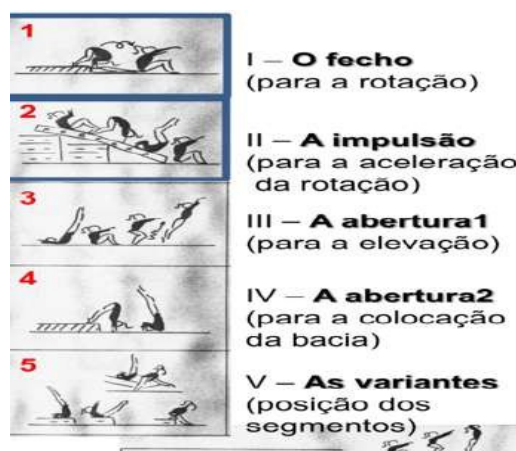 1
I – O fecho
(para a rotação)
2
II – A impulsão
(para a aceleração
da rotação)
3
III – A abertura1
(para a elevação)
4
IV – A abertura2
(para a colocação
da bacia)
5
V – As variantes
(posição dos
segmentos)